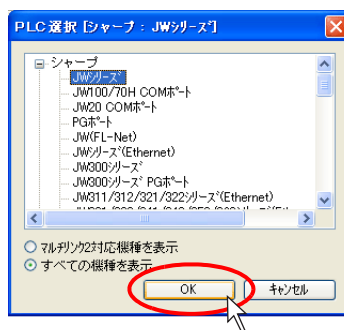 PLC 選択 [シャープ : JWｼﾘｰｽﾞ]
シャープ
JWｼﾘｰｽﾞ
JW100/70H COMﾎﾟｰﾄ
JW20 COMﾎﾟｰﾄ
PGﾎﾟｰﾄ
JW(FL-Net)
JWｼﾘｰｽﾞ(Ethernet)
JW300ｼﾘｰｽﾞ
JW300ｼﾘｰｽﾞ PGﾎﾟｰﾄ
JW311/312/321/322ｼﾘｰｽﾞ(Ethernet)
ﾏﾙﾁﾘﾝｸ2対応機種を表示
すべての機種を表示
OK
ｷｬﾝｾﾙ